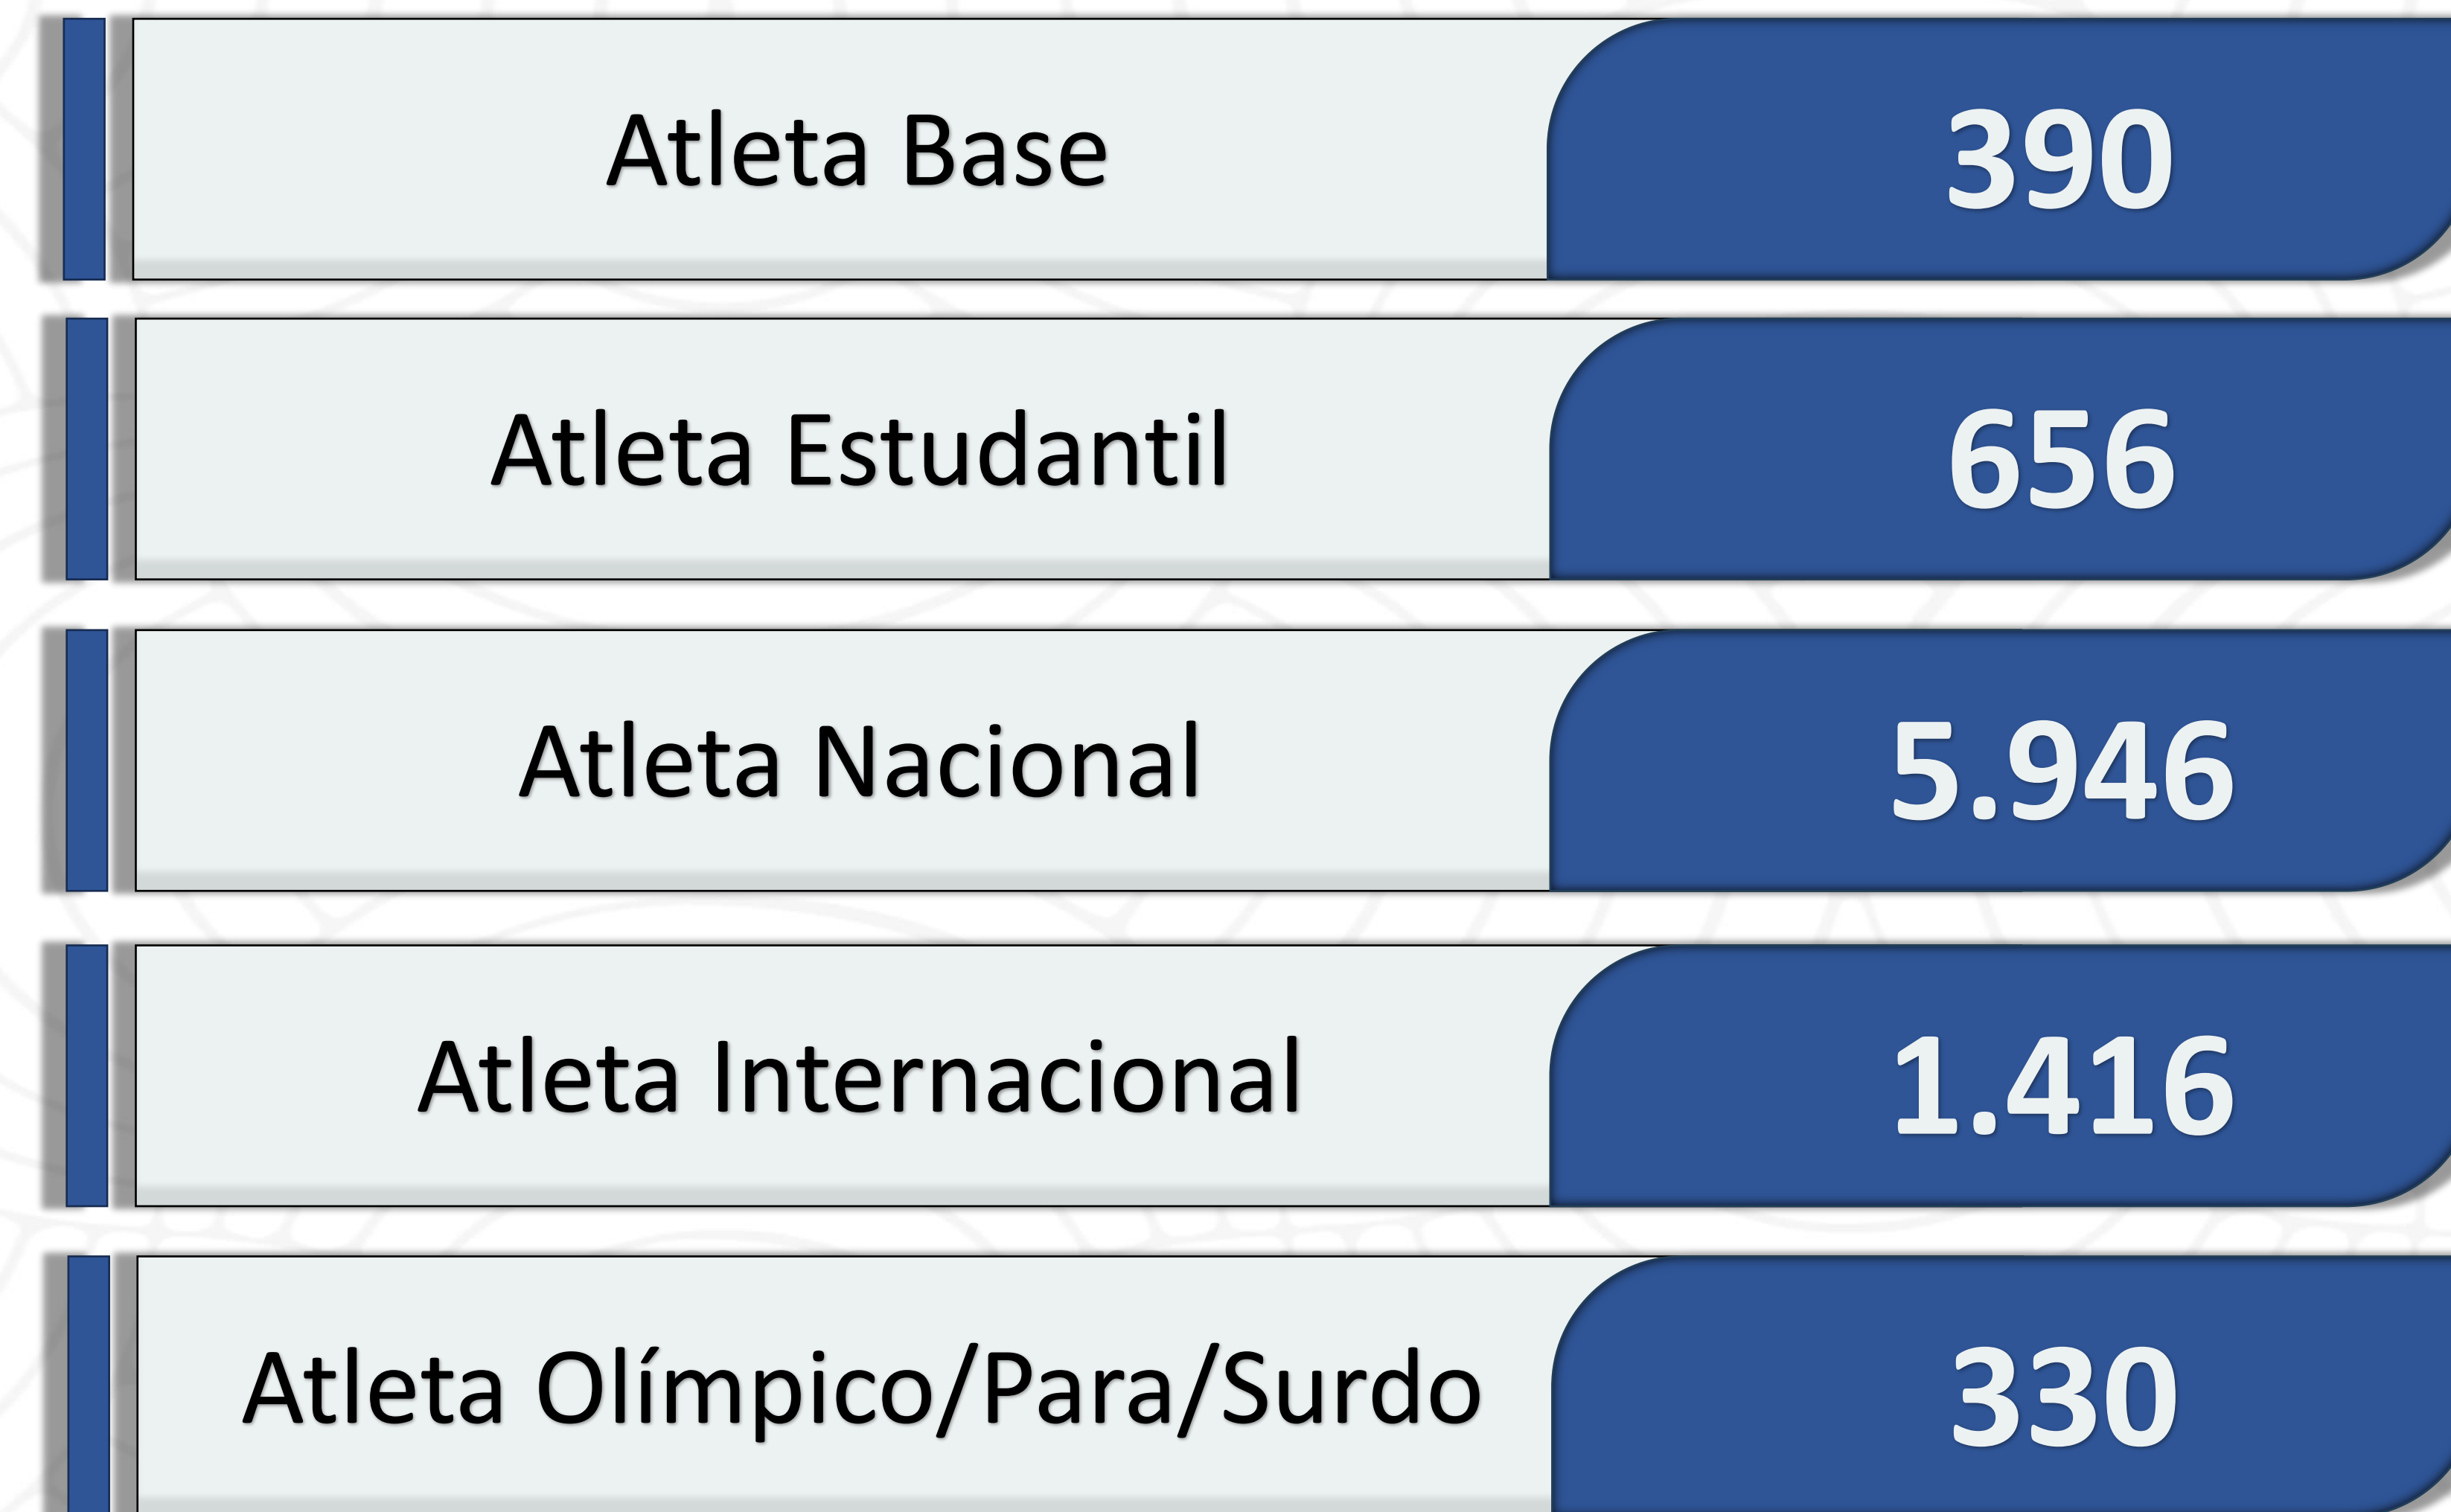 Atleta Base 390
Atleta Estudantil 656
Atleta Nacional 5.946
Atleta Internacional 1.416
Atleta Olímpico/Para/Surdo 330